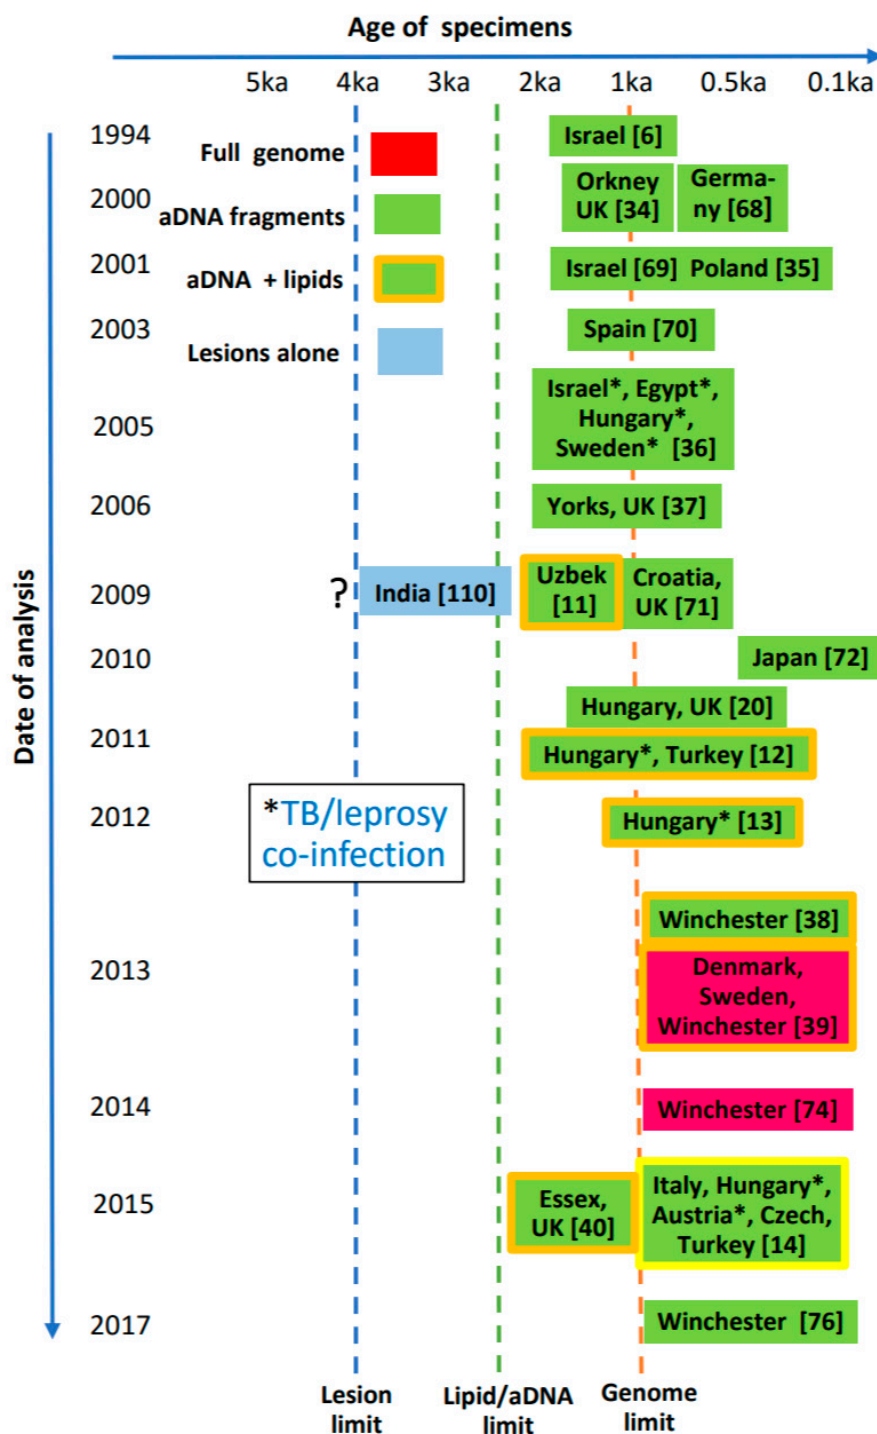 Age of specimens
5ka 4ka 3ka 2ka 1ka 0.5ka 0.1ka
Date of analysis
1994
Full genome
Israel [6]
2000
aDNA fragments
Orkney
UK [34]
Germa-
ny [68]
2001
aDNA + lipids
Israel [69] Poland [35]
2003
Lesions alone
Spain [70]
2005
Israel*, Egypt*,
Hungary*,
Sweden* [36]
2006
Yorks, UK [37]
2009
?
India [110]
Uzbek
[11]
Croatia,
UK [71]
2010
Japan [72]
Hungary, UK [20]
2011
Hungary*, Turkey [12]
2012
*TB/leprosy
co-infection
Hungary* [13]
Winchester [38]
2013
Denmark,
Sweden,
Winchester [39]
2014
Winchester [74]
2015
Essex,
UK [40]
Italy, Hungary*,
Austria*, Czech,
Turkey [14]
2017
Winchester [76]
Lesion
limit
Lipid/aDNA
limit
Genome
limit